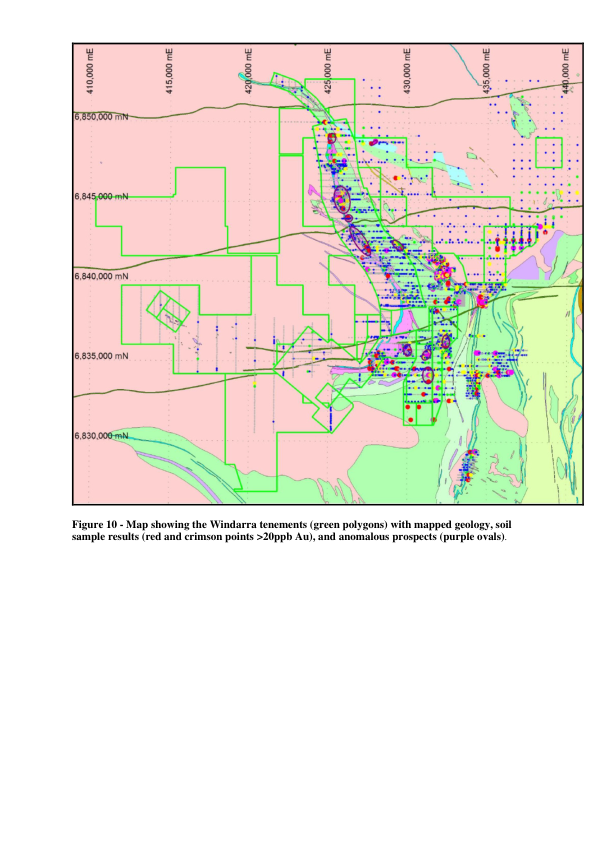 410,000 mE
415,000 mE
420,000 mE
425,000 mE
430,000 mE
435,000 mE
440,000 mE
6,850,000 mN
6,845,000 mN
6,840,000 mN
6,835,000 mN
6,830,000 mN
Figure 10 - Map showing the Windarra tenements (green polygons) with mapped geology, soil
sample results (red and crimson points >20ppb Au), and anomalous prospects (purple ovals).